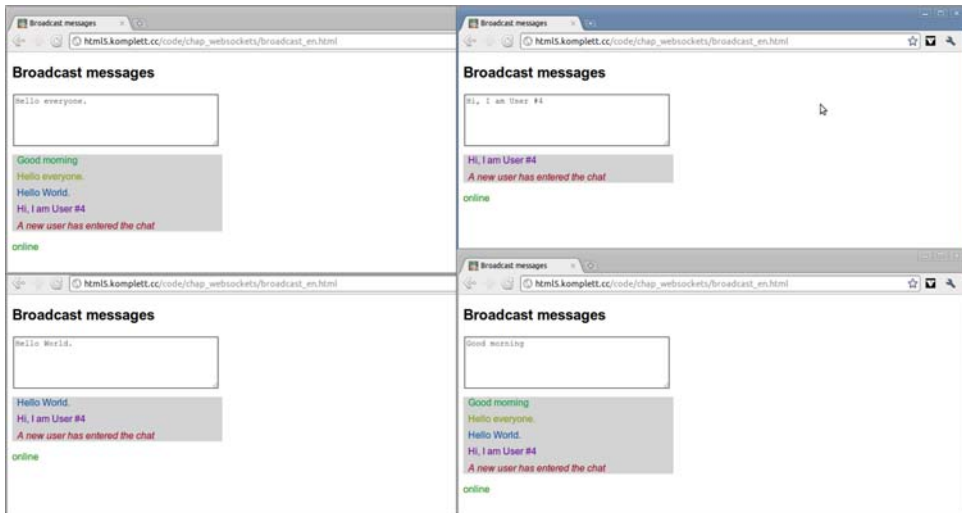 Broadcast messages
html5.komplett.cc/code/chap_websockets/broadcast_en.html
Broadcast messages
Hello everyone.
Good morning
Hello everyone.
Hello World.
Hi, I am User #4
A new user has entered the chat
online
Broadcast messages
html5.komplett.cc/code/chap_websockets/broadcast_en.html
Broadcast messages
Hi, I am User #4
Hi, I am User #4
A new user has entered the chat
online
html5.komplett.cc/code/chap_websockets/broadcast_en.html
Broadcast messages
Hello World.
Hello World.
Hi, I am User #4
A new user has entered the chat
online
Broadcast messages
html5.komplett.cc/code/chap_websockets/broadcast_en.html
Broadcast messages
Good morning
Good morning
Hello everyone.
Hello World.
Hi, I am User #4
A new user has entered the chat
online